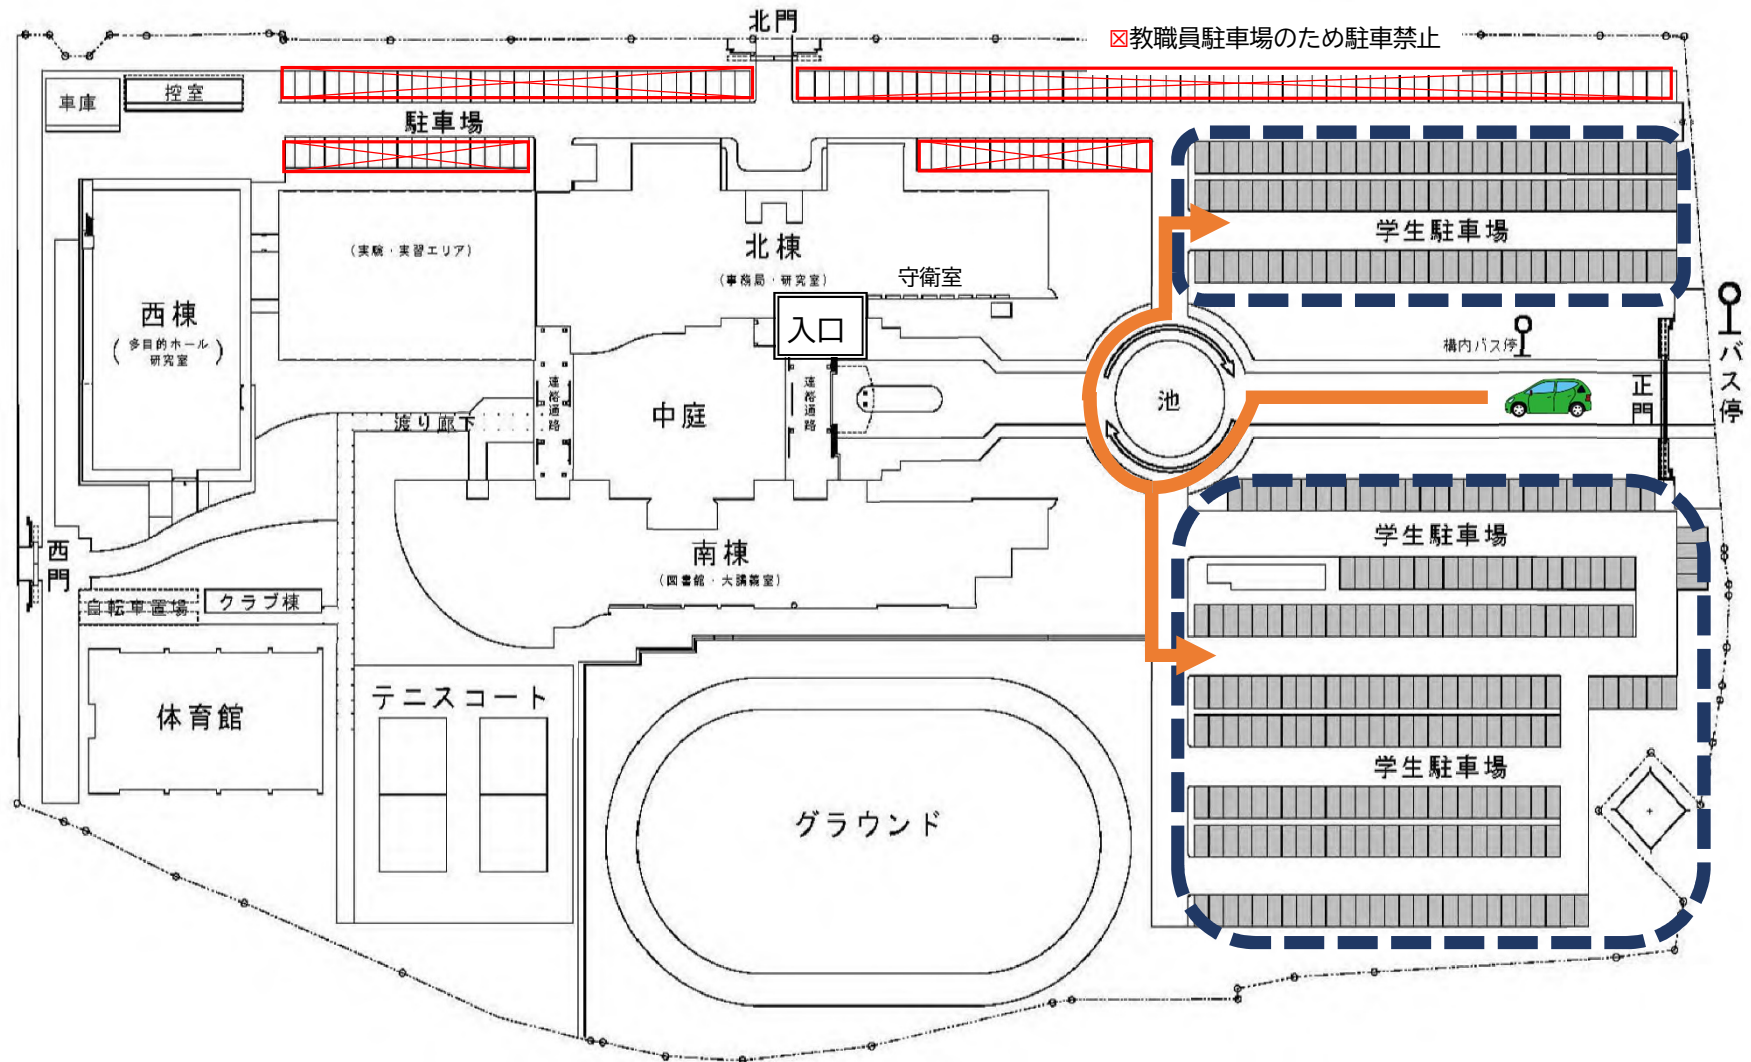 北門
☒教職員駐車場のため駐車禁止
車庫
控室
駐車場
学生駐車場
(実験・実習エリア)
北棟
(事務局・研究室)
守衛室
西棟
(多目的ホール
研究室)
入口
構内バス停
バス停
正門
連絡通路
連絡通路
池
中庭
渡り廊下
学生駐車場
南棟
(図書館・大講義室)
西門
自転車置場
クラブ棟
テニスコート
体育館
学生駐車場
グラウンド